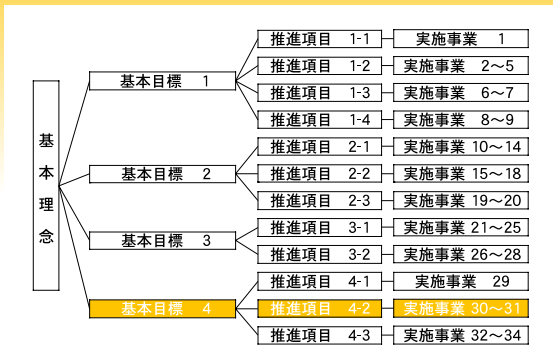 基本理念
基本目標 1
推進項目 1-1 実施事業 1
推進項目 1-2 実施事業 2～5
推進項目 1-3 実施事業 6～7
推進項目 1-4 実施事業 8～9
基本目標 2
推進項目 2-1 実施事業 10～14
推進項目 2-2 実施事業 15～18
推進項目 2-3 実施事業 19～20
基本目標 3
推進項目 3-1 実施事業 21～25
推進項目 3-2 実施事業 26～28
基本目標 4
推進項目 4-1 実施事業 29
推進項目 4-2 実施事業 30～31
推進項目 4-3 実施事業 32～34